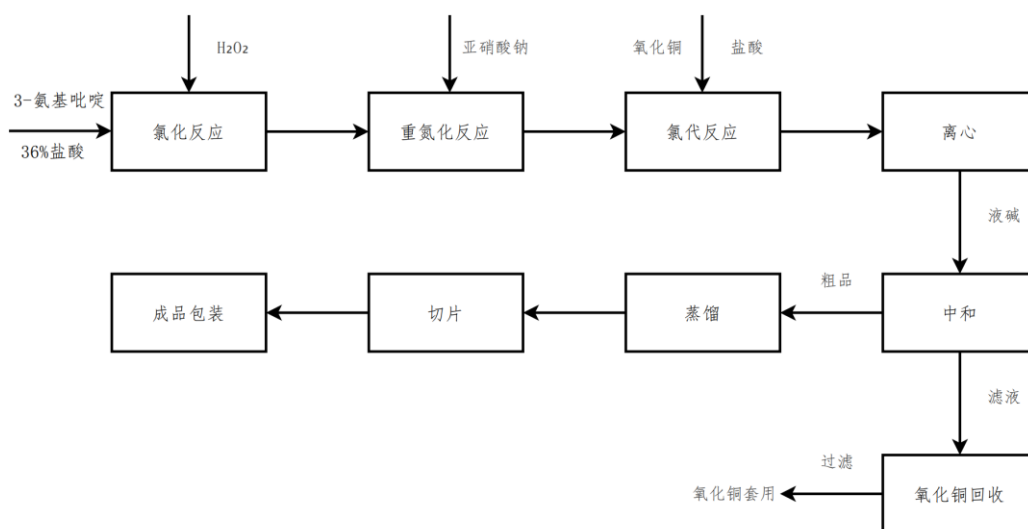 H₂O₂
亚硝酸钠
氧化铜
盐酸
3-氨基吡啶
36%盐酸
氯化反应
重氮化反应
氯代反应
离心
液碱
成品包装
切片
蒸馏
粗品
中和
滤液
过滤
氧化铜套用
氧化铜回收